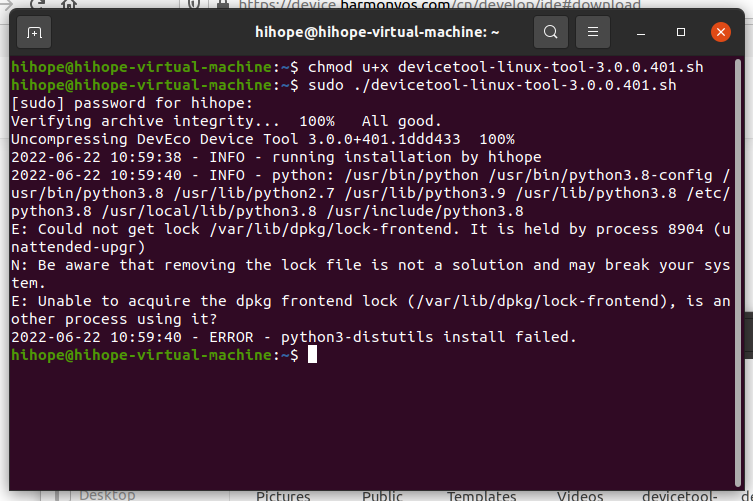 https://device.harmonyos.com/cn/develop/ide#download
hihope@hihope-virtual-machine: ~
hihope@hihope-virtual-machine:~$ chmod u+x devicetool-linux-tool-3.0.0.401.sh
hihope@hihope-virtual-machine:~$ sudo ./devicetool-linux-tool-3.0.0.401.sh
[sudo] password for hihope:
Verifying archive integrity...  100%   All good.
Uncompressing DevEco Device Tool 3.0.0+401.1ddd433  100%
2022-06-22 10:59:38 - INFO - running installation by hihope
2022-06-22 10:59:40 - INFO - python: /usr/bin/python /usr/bin/python3.8-config /
usr/bin/python3.8 /usr/lib/python2.7 /usr/lib/python3.9 /usr/lib/python3.8 /etc/
python3.8 /usr/local/lib/python3.8 /usr/include/python3.8
E: Could not get lock /var/lib/dpkg/lock-frontend. It is held by process 8904 (u
nattended-upgr)
N: Be aware that removing the lock file is not a solution and may break your sys
tem.
E: Unable to acquire the dpkg frontend lock (/var/lib/dpkg/lock-frontend), is an
other process using it?
2022-06-22 10:59:40 - ERROR - python3-distutils install failed.
hihope@hihope-virtual-machine:~$
Desktop
Pictures Public Templates Videos devicetool- de